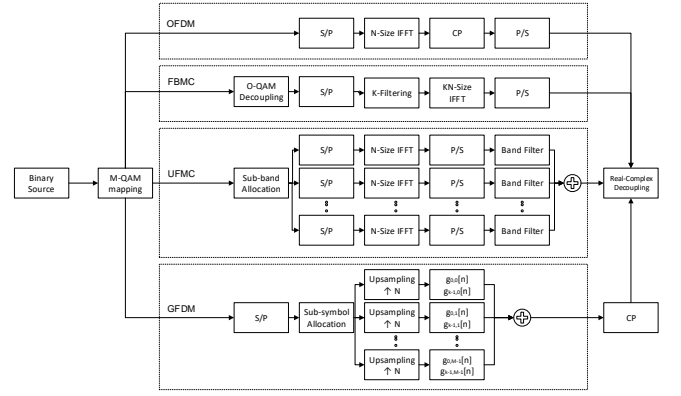 OFDM
S/P
N-Size IFFT
CP
P/S
FBMC
O-QAM
Decoupling
S/P
K-Filtering
KN-Size
IFFT
P/S
UFMC
Binary
Source
M-QAM
mapping
Sub-band
Allocation
S/P
N-Size IFFT
P/S
Band Filter
S/P
N-Size IFFT
P/S
Band Filter
S/P
N-Size IFFT
P/S
Band Filter
Real-Complex
Decoupling
GFDM
S/P
Sub-symbol
Allocation
Upsampling
↑ N
g0,0[n]
gk-1,0[n]
Upsampling
↑ N
g0,1[n]
gk-1,1[n]
Upsampling
↑ N
g0,M-1[n]
gk-1,M-1[n]
CP